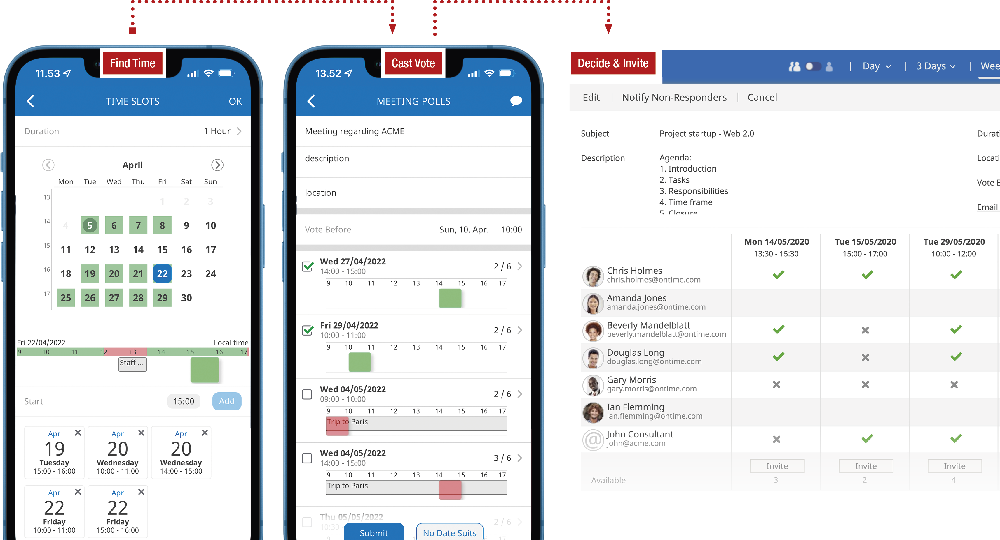 Find Time
11.53
TIME SLOTS OK
Duration 1 Hour
April
Mon Tue Wed Thu Fri Sat Sun
13 1 2 3
14 4 5 6 7 8 9 10
15 11 12 13 14 15 16 17
16 18 19 20 21 22 23 24
17 25 26 27 28 29 30
Fri 22/04/2022 Local time
9 10 11 12 13 14 15 16 17
Staff ...
Start 15:00 Add
Apr Apr Apr
19 20 20
Tuesday Wednesday Wednesday
15:00 - 16:00 10:00 - 11:00 14:00 - 15:00
Apr Apr
22 22
Friday Friday
10:00 - 11:00 15:00 - 16:00
Cast Vote
13.52
MEETING POLLS
Meeting regarding ACME
description
location
Vote Before Sun, 10. Apr. 10:00
Wed 27/04/2022
14:00 - 15:00 2 / 6
9 10 11 12 13 14 15 16 17
Fri 29/04/2022
10:00 - 11:00 2 / 6
9 10 11 12 13 14 15 16 17
Wed 04/05/2022
09:00 - 10:00 2 / 6
9 10 11 12 13 14 15 16 17
Trip to Paris
Wed 04/05/2022
14:00 - 15:00 3 / 6
9 10 11 12 13 14 15 16 17
Trip to Paris
Thu 05/05/2022
10:30 2 / 6
Submit No Date Suits
9 17
Decide & Invite
Day 3 Days Wee
Edit Notify Non-Responders Cancel
Subject Project startup - Web 2.0 Durati
Description Agenda: Locati
1. Introduction
2. Tasks
3. Responsibilities Vote B
4. Time frame
5. Closure Email
Mon 14/05/2020 Tue 15/05/2020 Tue 29/05/2020
13:30 - 15:30 15:00 - 17:00 10:00 - 12:00
Chris Holmes
chris.holmes@ontime.com
Amanda Jones
amanda.jones@ontime.com
Beverly Mandelblatt
beverly.mandelblatt@ontime.com
Douglas Long
douglas.long@ontime.com
Gary Morris
gary.morris@ontime.com
Ian Flemming
ian.flemming@ontime.com
@ John Consultant
john@acme.com
Invite Invite Invite
Available 3 2 4